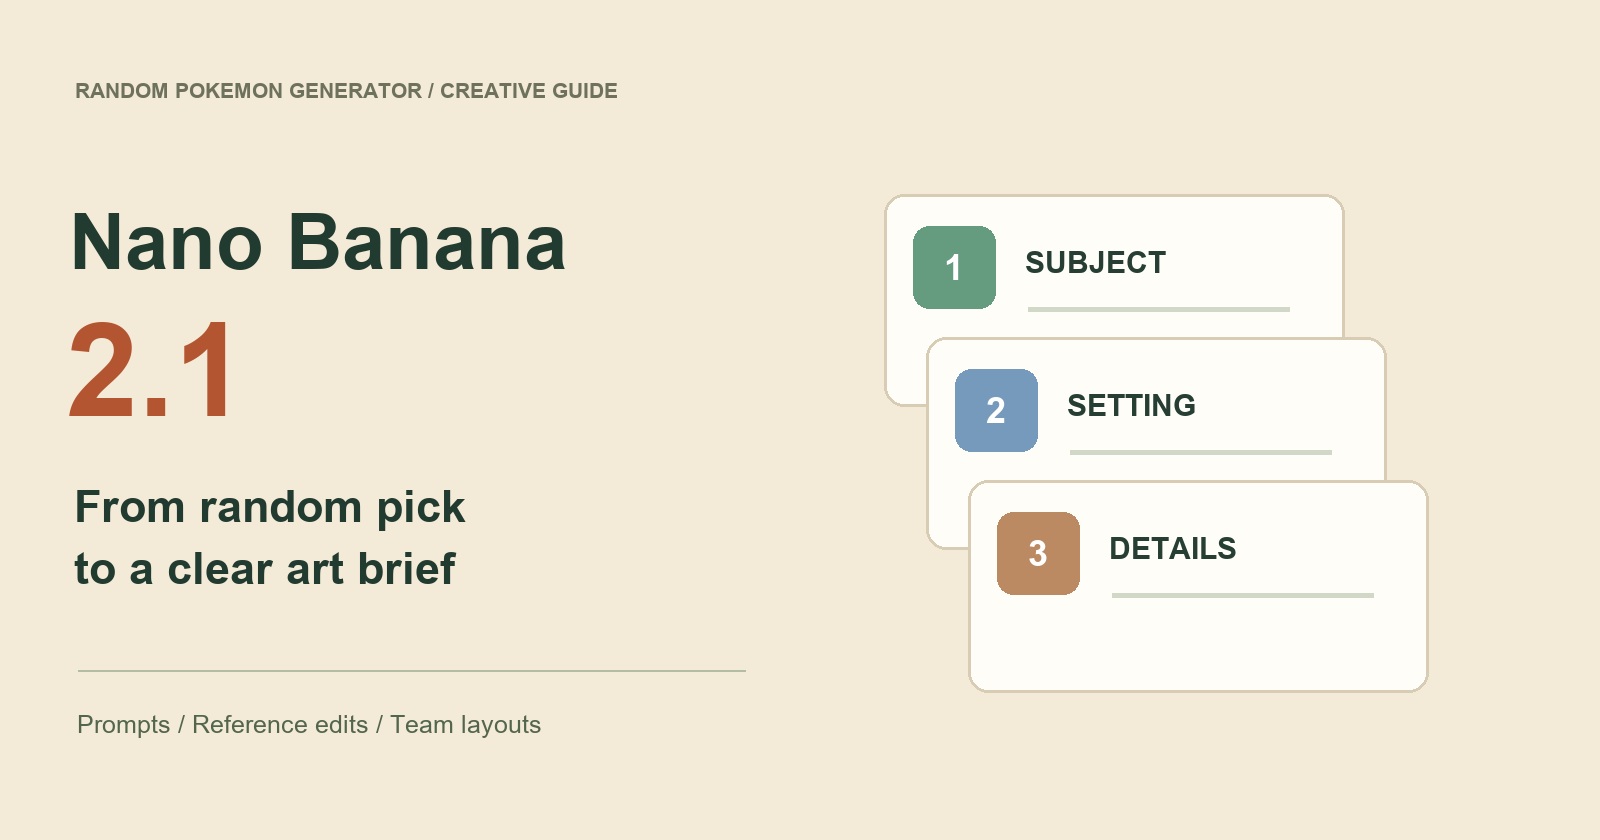 RANDOM POKEMON GENERATOR / CREATIVE GUIDE
Nano Banana
2.1
From random pick
to a clear art brief
Prompts / Reference edits / Team layouts
1 SUBJECT
2 SETTING
3 DETAILS